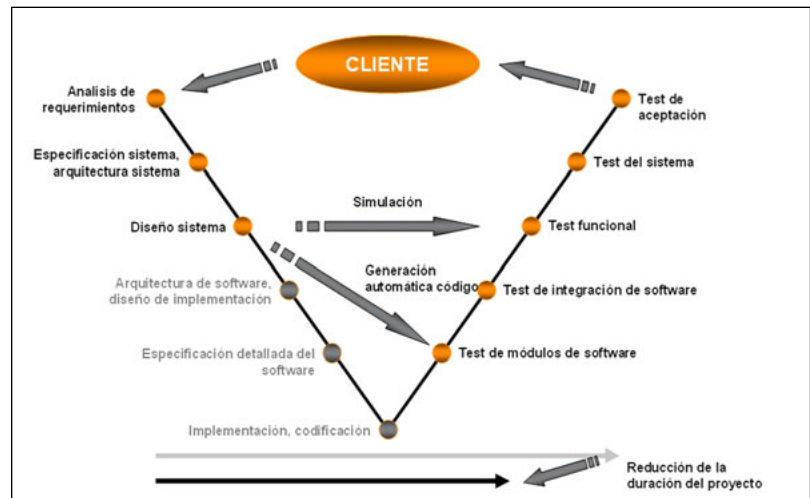 CLIENTE
Analisis de
requerimientos
Test de
aceptación
Especificación sistema,
arquitectura sistema
Test del sistema
Simulación
Diseño sistema
Test funcional
Generación
automática código
Arquitectura de software,
diseño de implementación
Test de integración de software
Especificación detallada del
software
Test de módulos de software
Implementación, codificación
Reducción de la
duración del proyecto